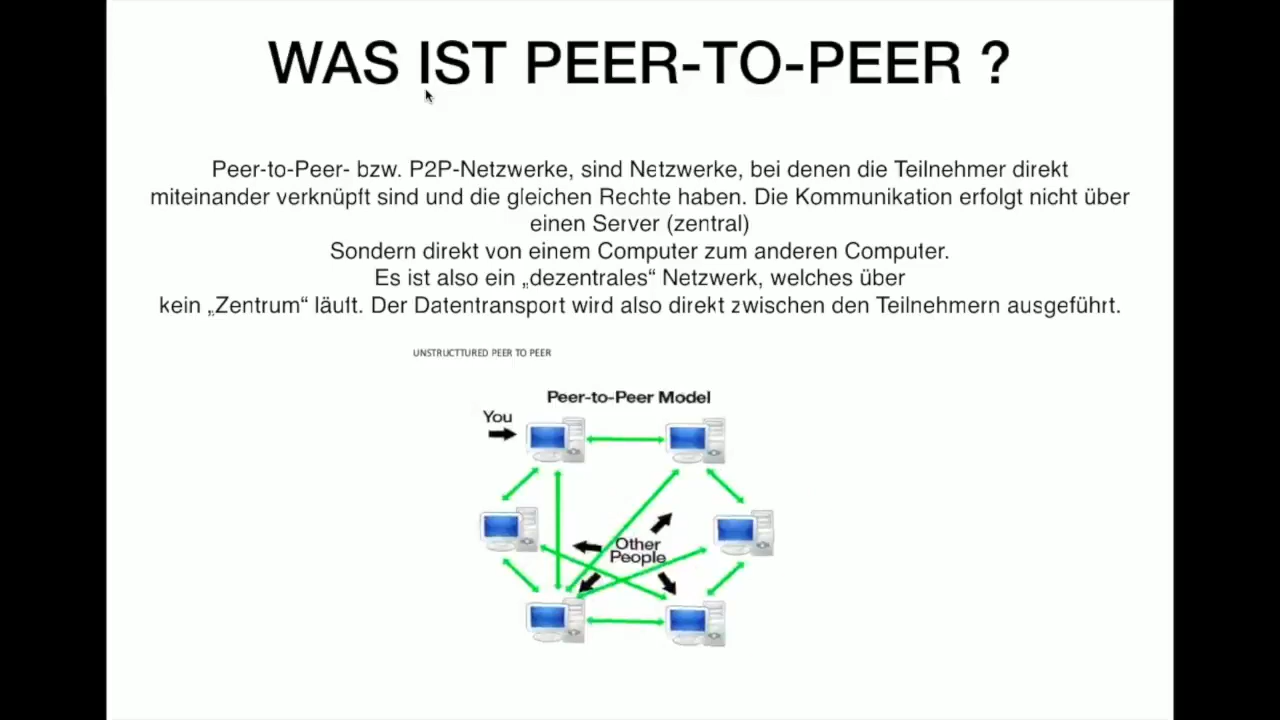 WAS IST PEER-TO-PEER ?
Peer-to-Peer- bzw. P2P-Netzwerke, sind Netzwerke, bei denen die Teilnehmer direkt
miteinander verknüpft sind und die gleichen Rechte haben. Die Kommunikation erfolgt nicht über
einen Server (zentral)
Sondern direkt von einem Computer zum anderen Computer.
Es ist also ein „dezentrales“ Netzwerk, welches über
kein „Zentrum“ läuft. Der Datentransport wird also direkt zwischen den Teilnehmern ausgeführt.
UNSTRUCTTURED PEER TO PEER
Peer-to-Peer Model
You
Other
People